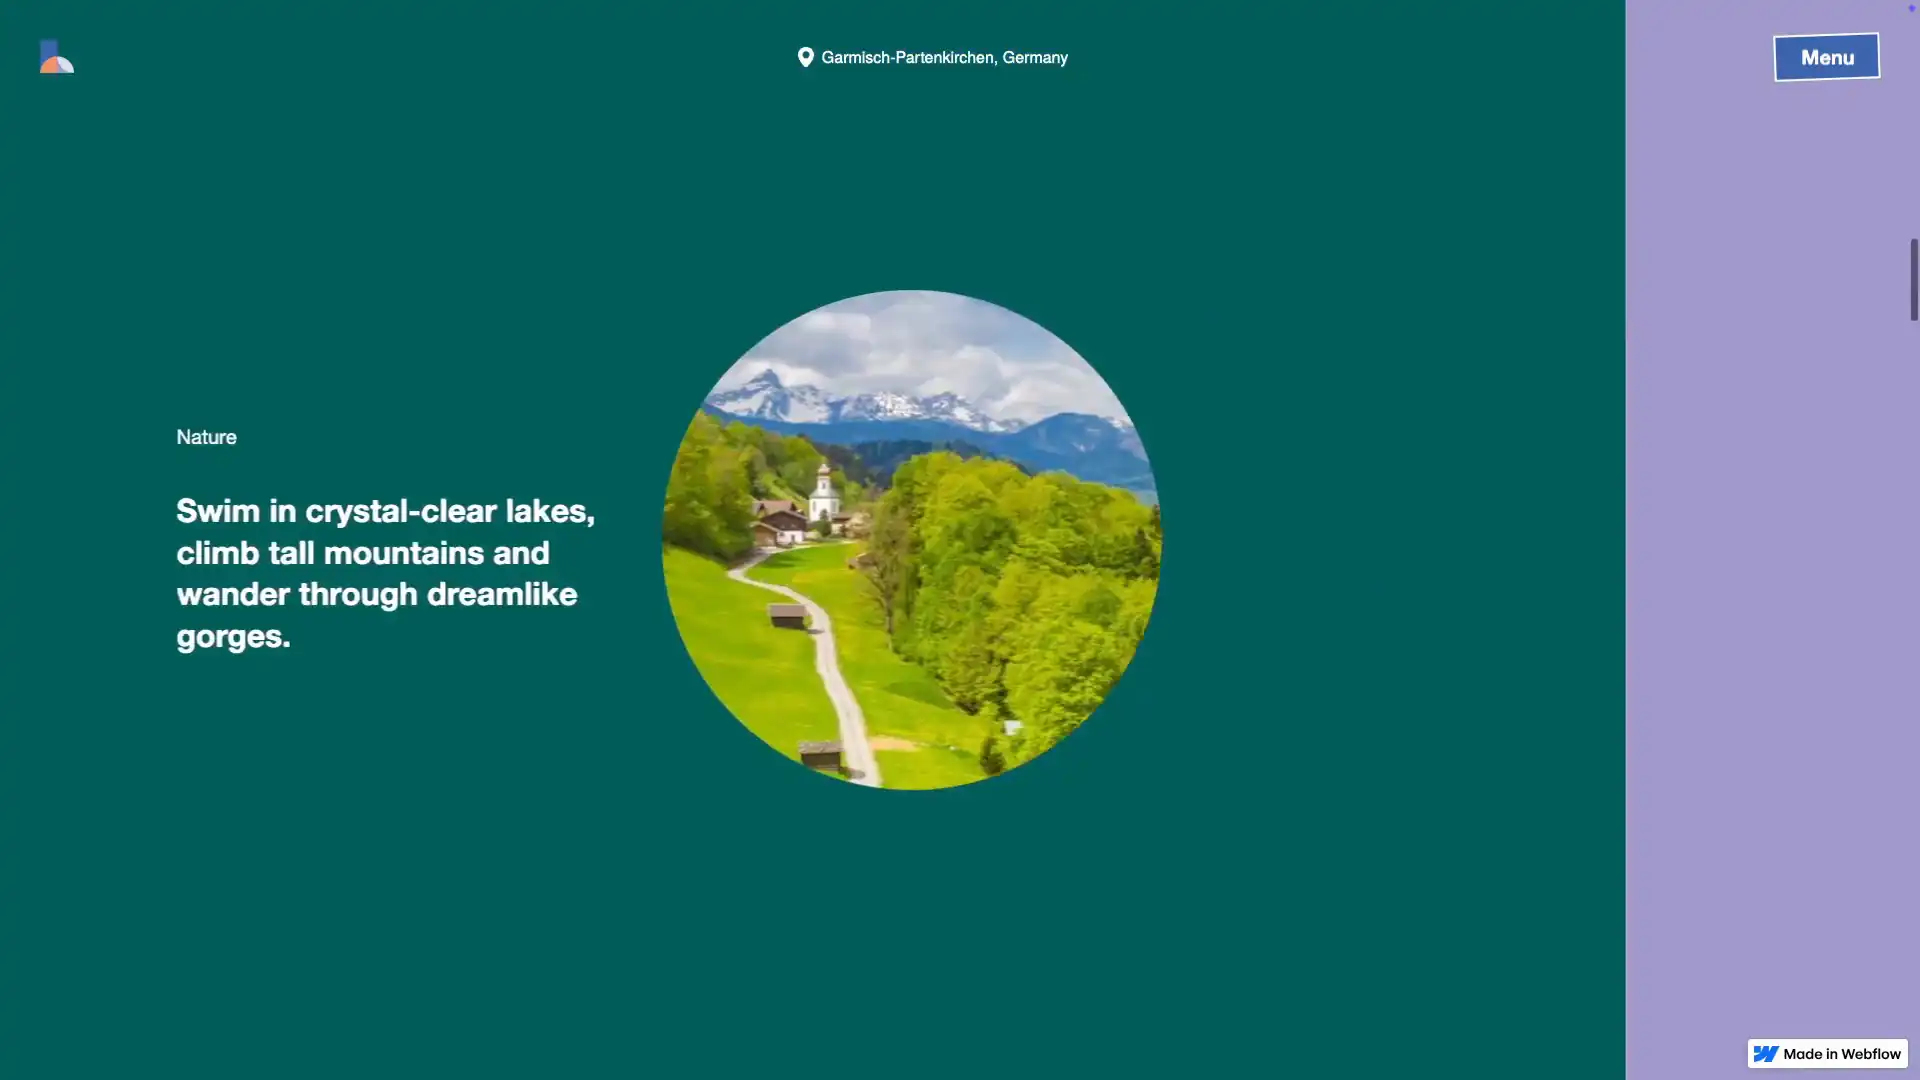 Garmisch-Partenkirchen, Germany
Menu
Nature
Swim in crystal-clear lakes,
climb tall mountains and
wander through dreamlike
gorges.
Made in Webflow